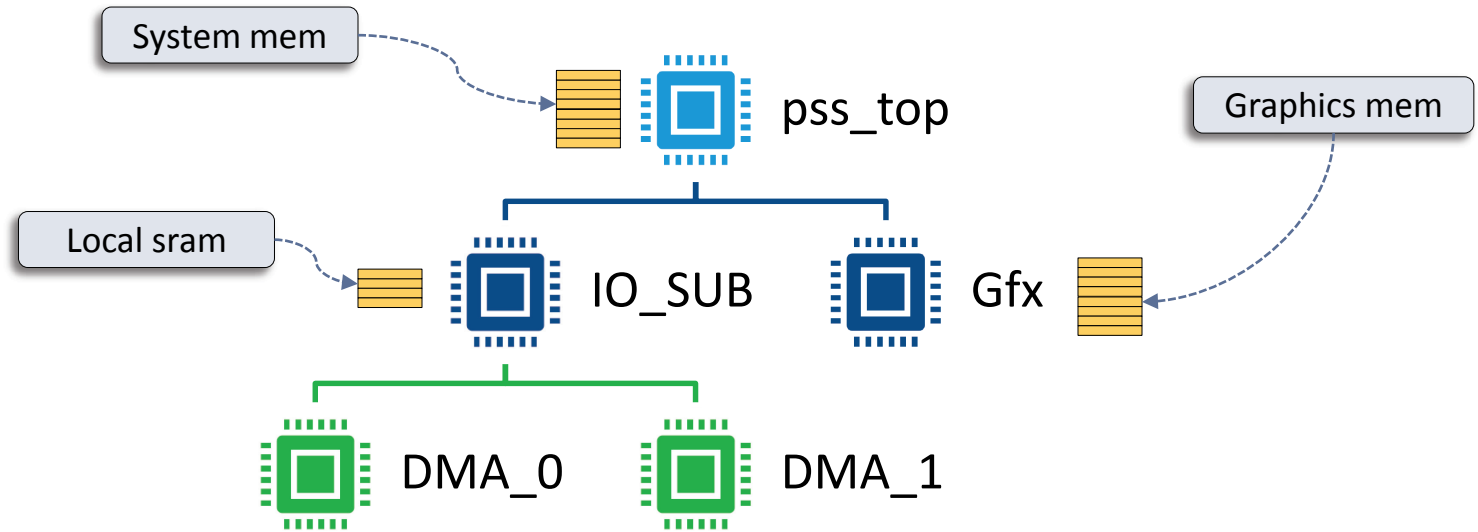 System mem
pss_top
Graphics mem
Local sram
IO_SUB
Gfx
DMA_0
DMA_1